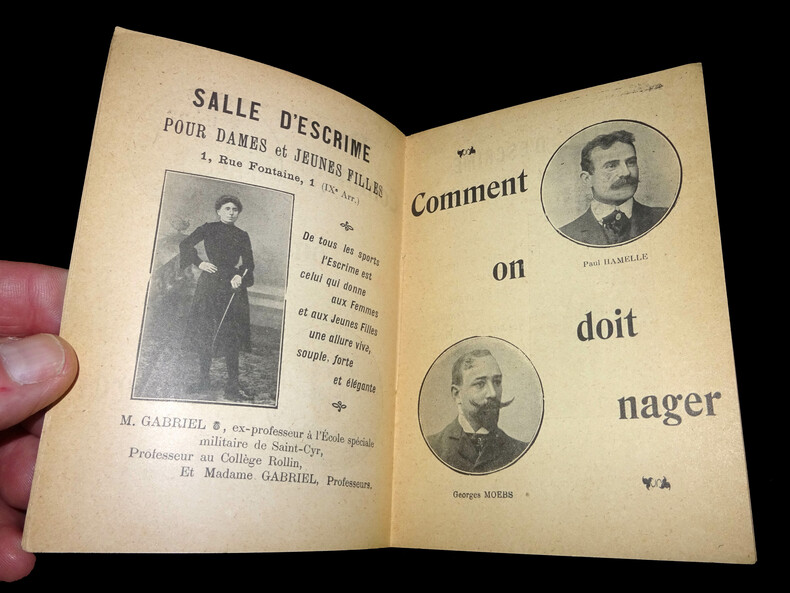 SALLE D'ESCRIME
POUR DAMES et JEUNES FILLES
1, Rue Fontaine, 1 (IXe Arr.)
De tous les sports
l'Escrime est
celui qui donne
aux Femmes
et aux Jeunes Filles
une allure vive,
souple, forte
et élégante
M. GABRIEL, ex-professeur à l'École spéciale
militaire de Saint-Cyr,
Professeur au Collège Rollin,
Et Madame GABRIEL, Professeurs.
Comment
on
doit
nager
Paul HAMELLE
Georges MOEBS